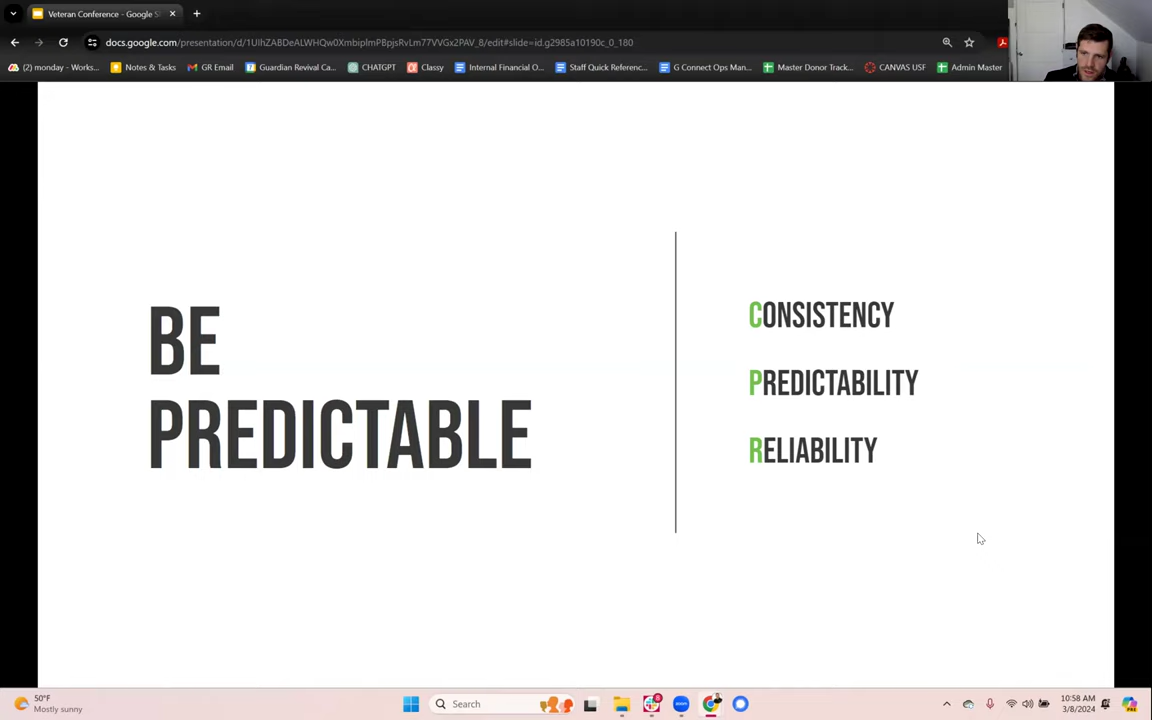 Veteran Conference - Google S
docs.google.com/presentation/d/1UIhZABDeALWHQw0XmbiplmPBpjsRvLm77VVGx2PAV_8/edit#slide=id.g2985a10190c_0_180
(2) monday - Works...
Notes & Tasks
GR Email
Guardian Revival Ca...
CHATGPT
Classy
Internal Financial O...
Staff Quick Referenc...
G Connect Ops Man...
Master Donor Track...
CANVAS USF
Admin Master
BE
PREDICTABLE
CONSISTENCY
PREDICTABILITY
RELIABILITY
50°F
Mostly sunny
Search
10:58 AM
3/8/2024